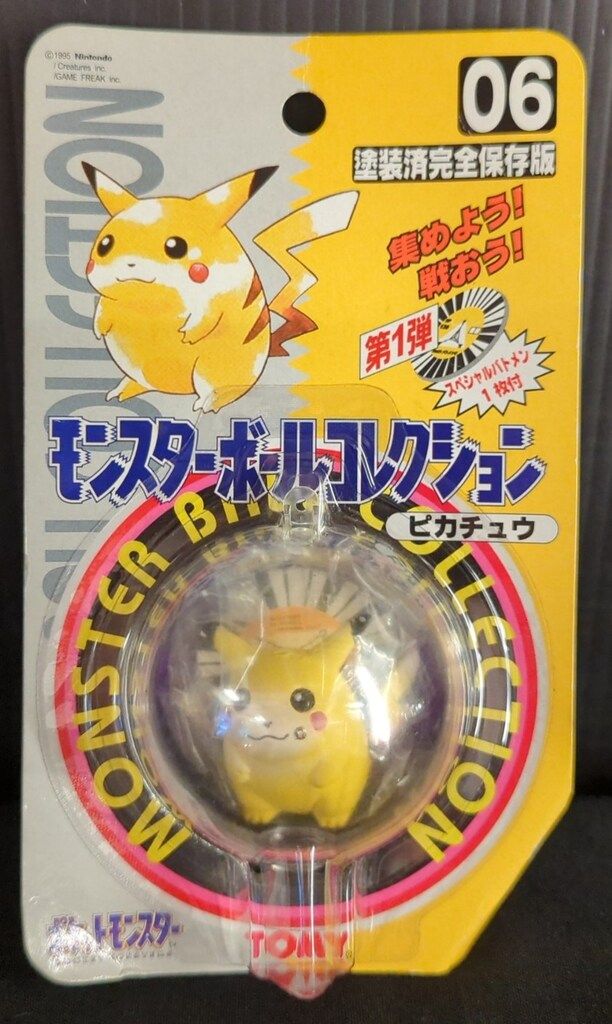 ©1995 Nintendo
/ Creatures inc.
/GAME FREAK inc.
06
塗装済完全保存版
集めよう!
戦おう!
第1弾
スペシャルバトメン
1枚付
モンスターボールコレクション
ピカチュウ
MONSTER BALL COLLECTION
ポケットモンスター
TOMY